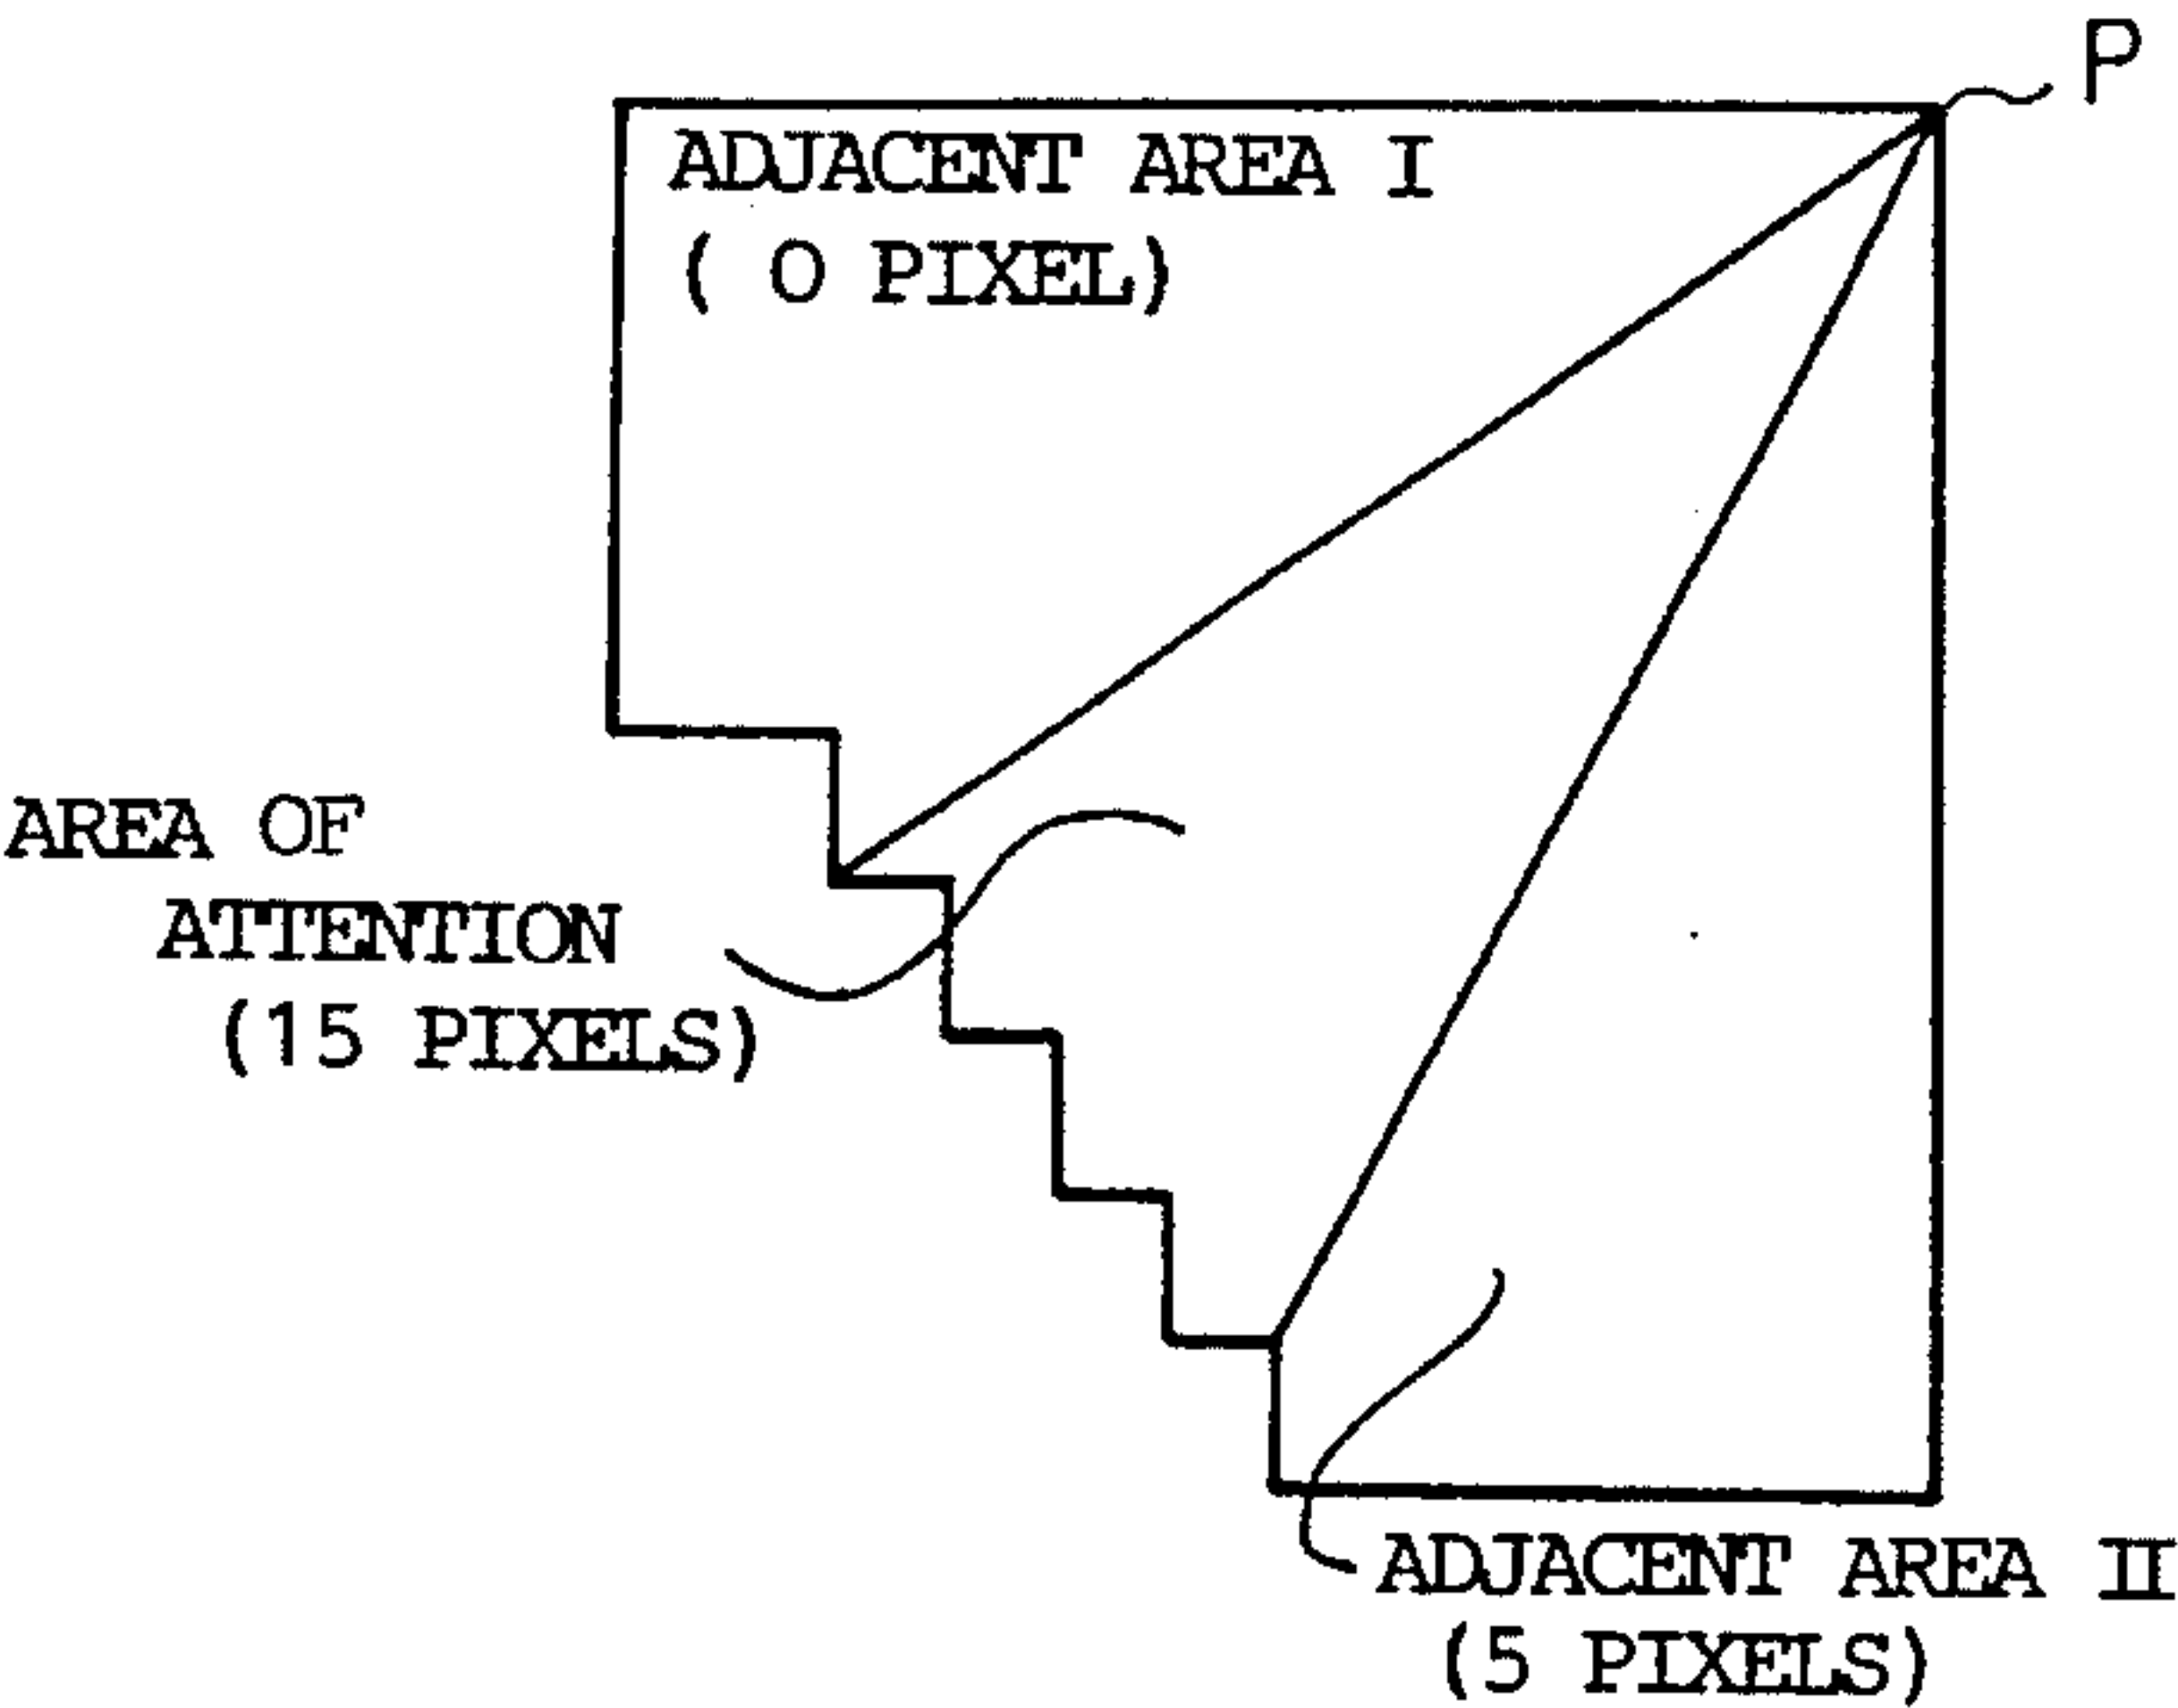 P
ADJACENT AREA I
( 0 PIXEL)
AREA OF
ATTENTION
(15 PIXELS)
ADJACENT AREA II
(5 PIXELS)